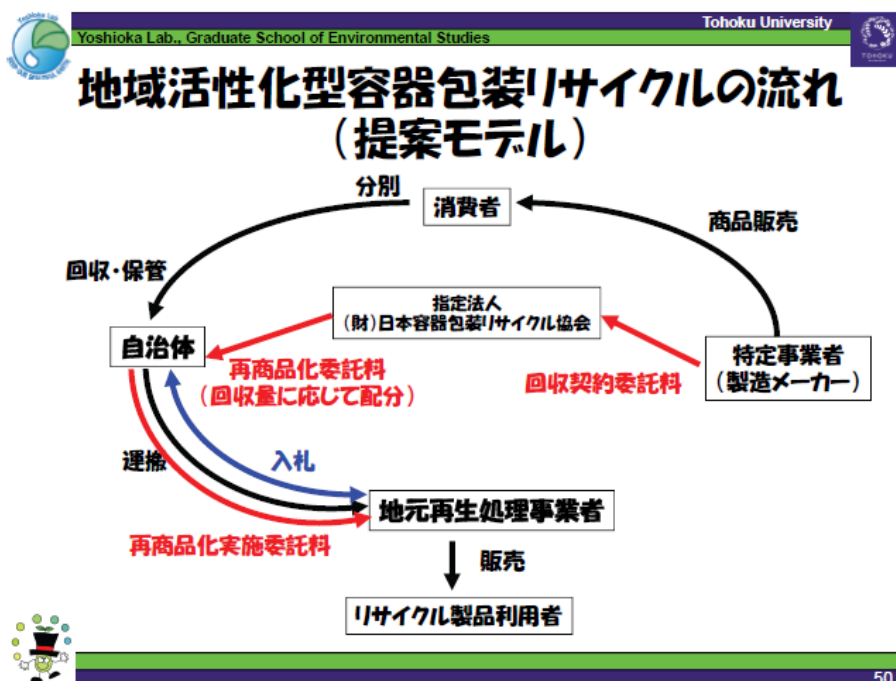 Tohoku University
Yoshioka Lab., Graduate School of Environmental Studies
TOHOKU
地域活性化型容器包装リサイクルの流れ
（提案モデル）
分別
消費者
商品販売
回収・保管
指定法人
（財）日本容器包装リサイクル協会
自治体
特定事業者
（製造メーカー）
再商品化委託料
（回収量に応じて配分）
回収契約委託料
運搬
入札
地元再生処理事業者
再商品化実施委託料
販売
リサイクル製品利用者
50